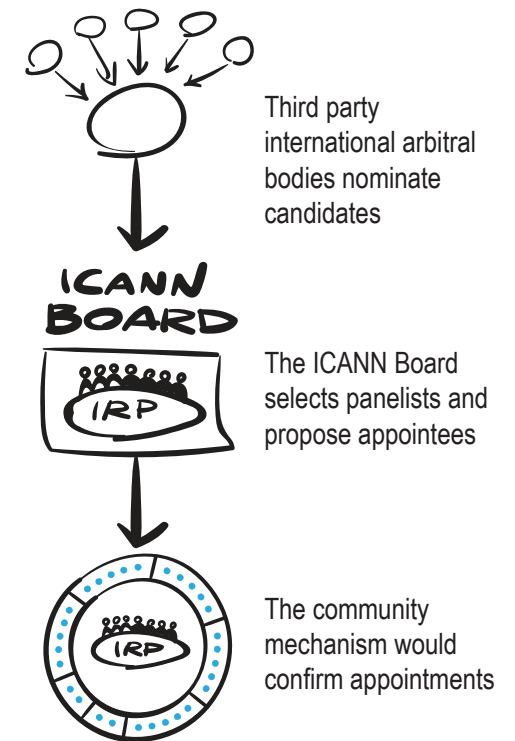 Third party
international arbitral
bodies nominate
candidates
ICANN
BOARD
IRP
The ICANN Board
selects panelists and
propose appointees
IRP
The community
mechanism would
confirm appointments